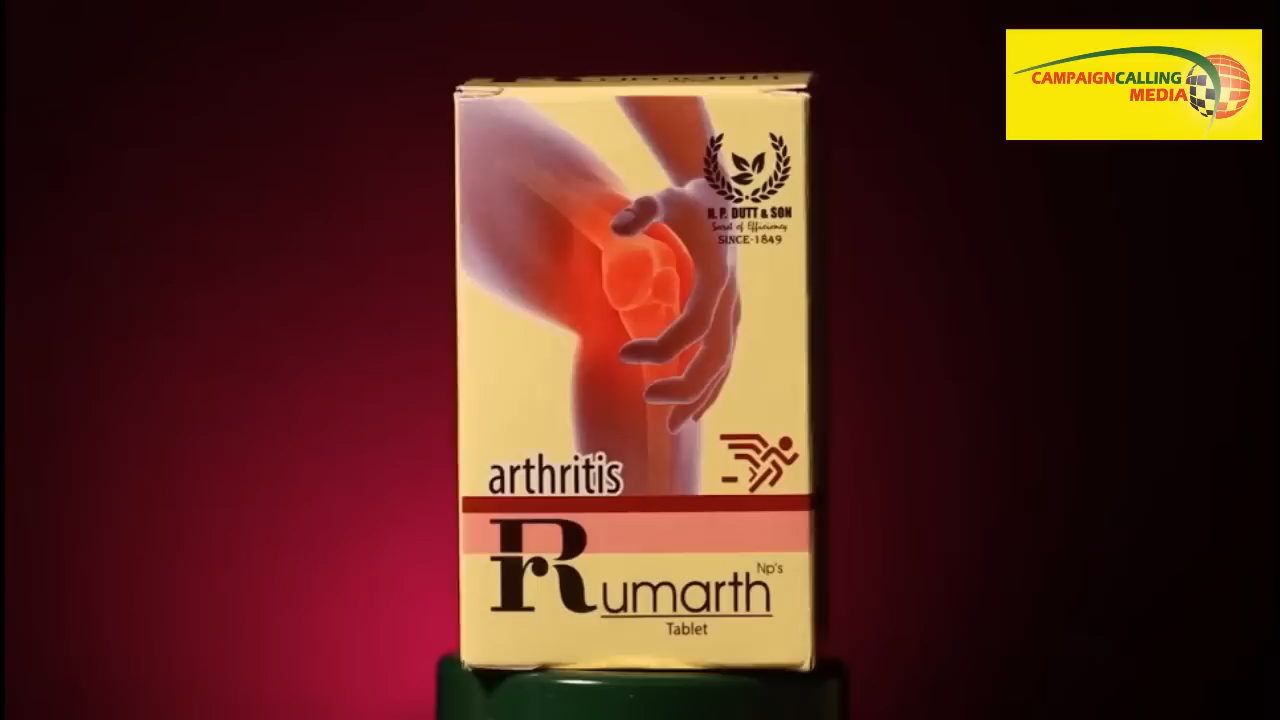 CAMPAIGNCALLING
MEDIA
N. P. DUTT & SON
Secret of Efficiency
SINCE-1849
arthritis
Rumarth
Np's
Tablet